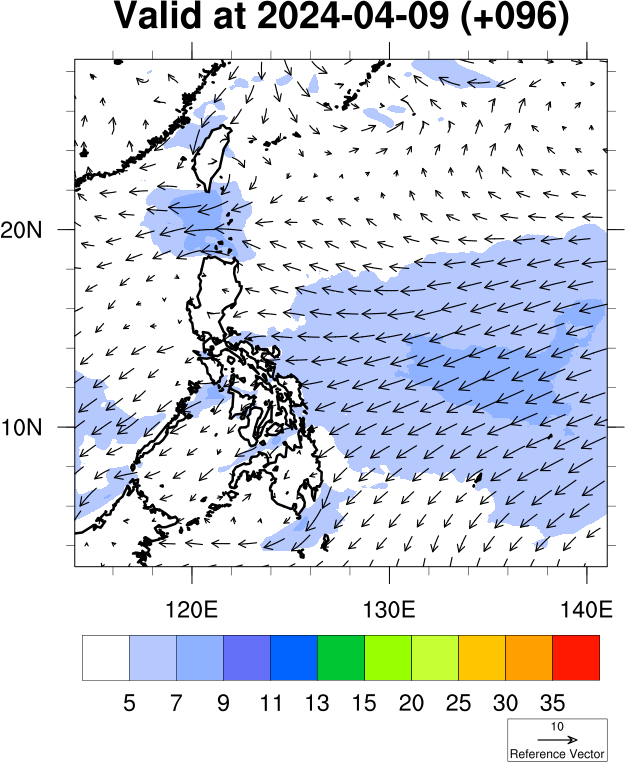 Valid at 2024-04-09 (+096)
20N
10N
120E 130E 140E
5 7 9 11 13 15 20 25 30 35
10
Reference Vector